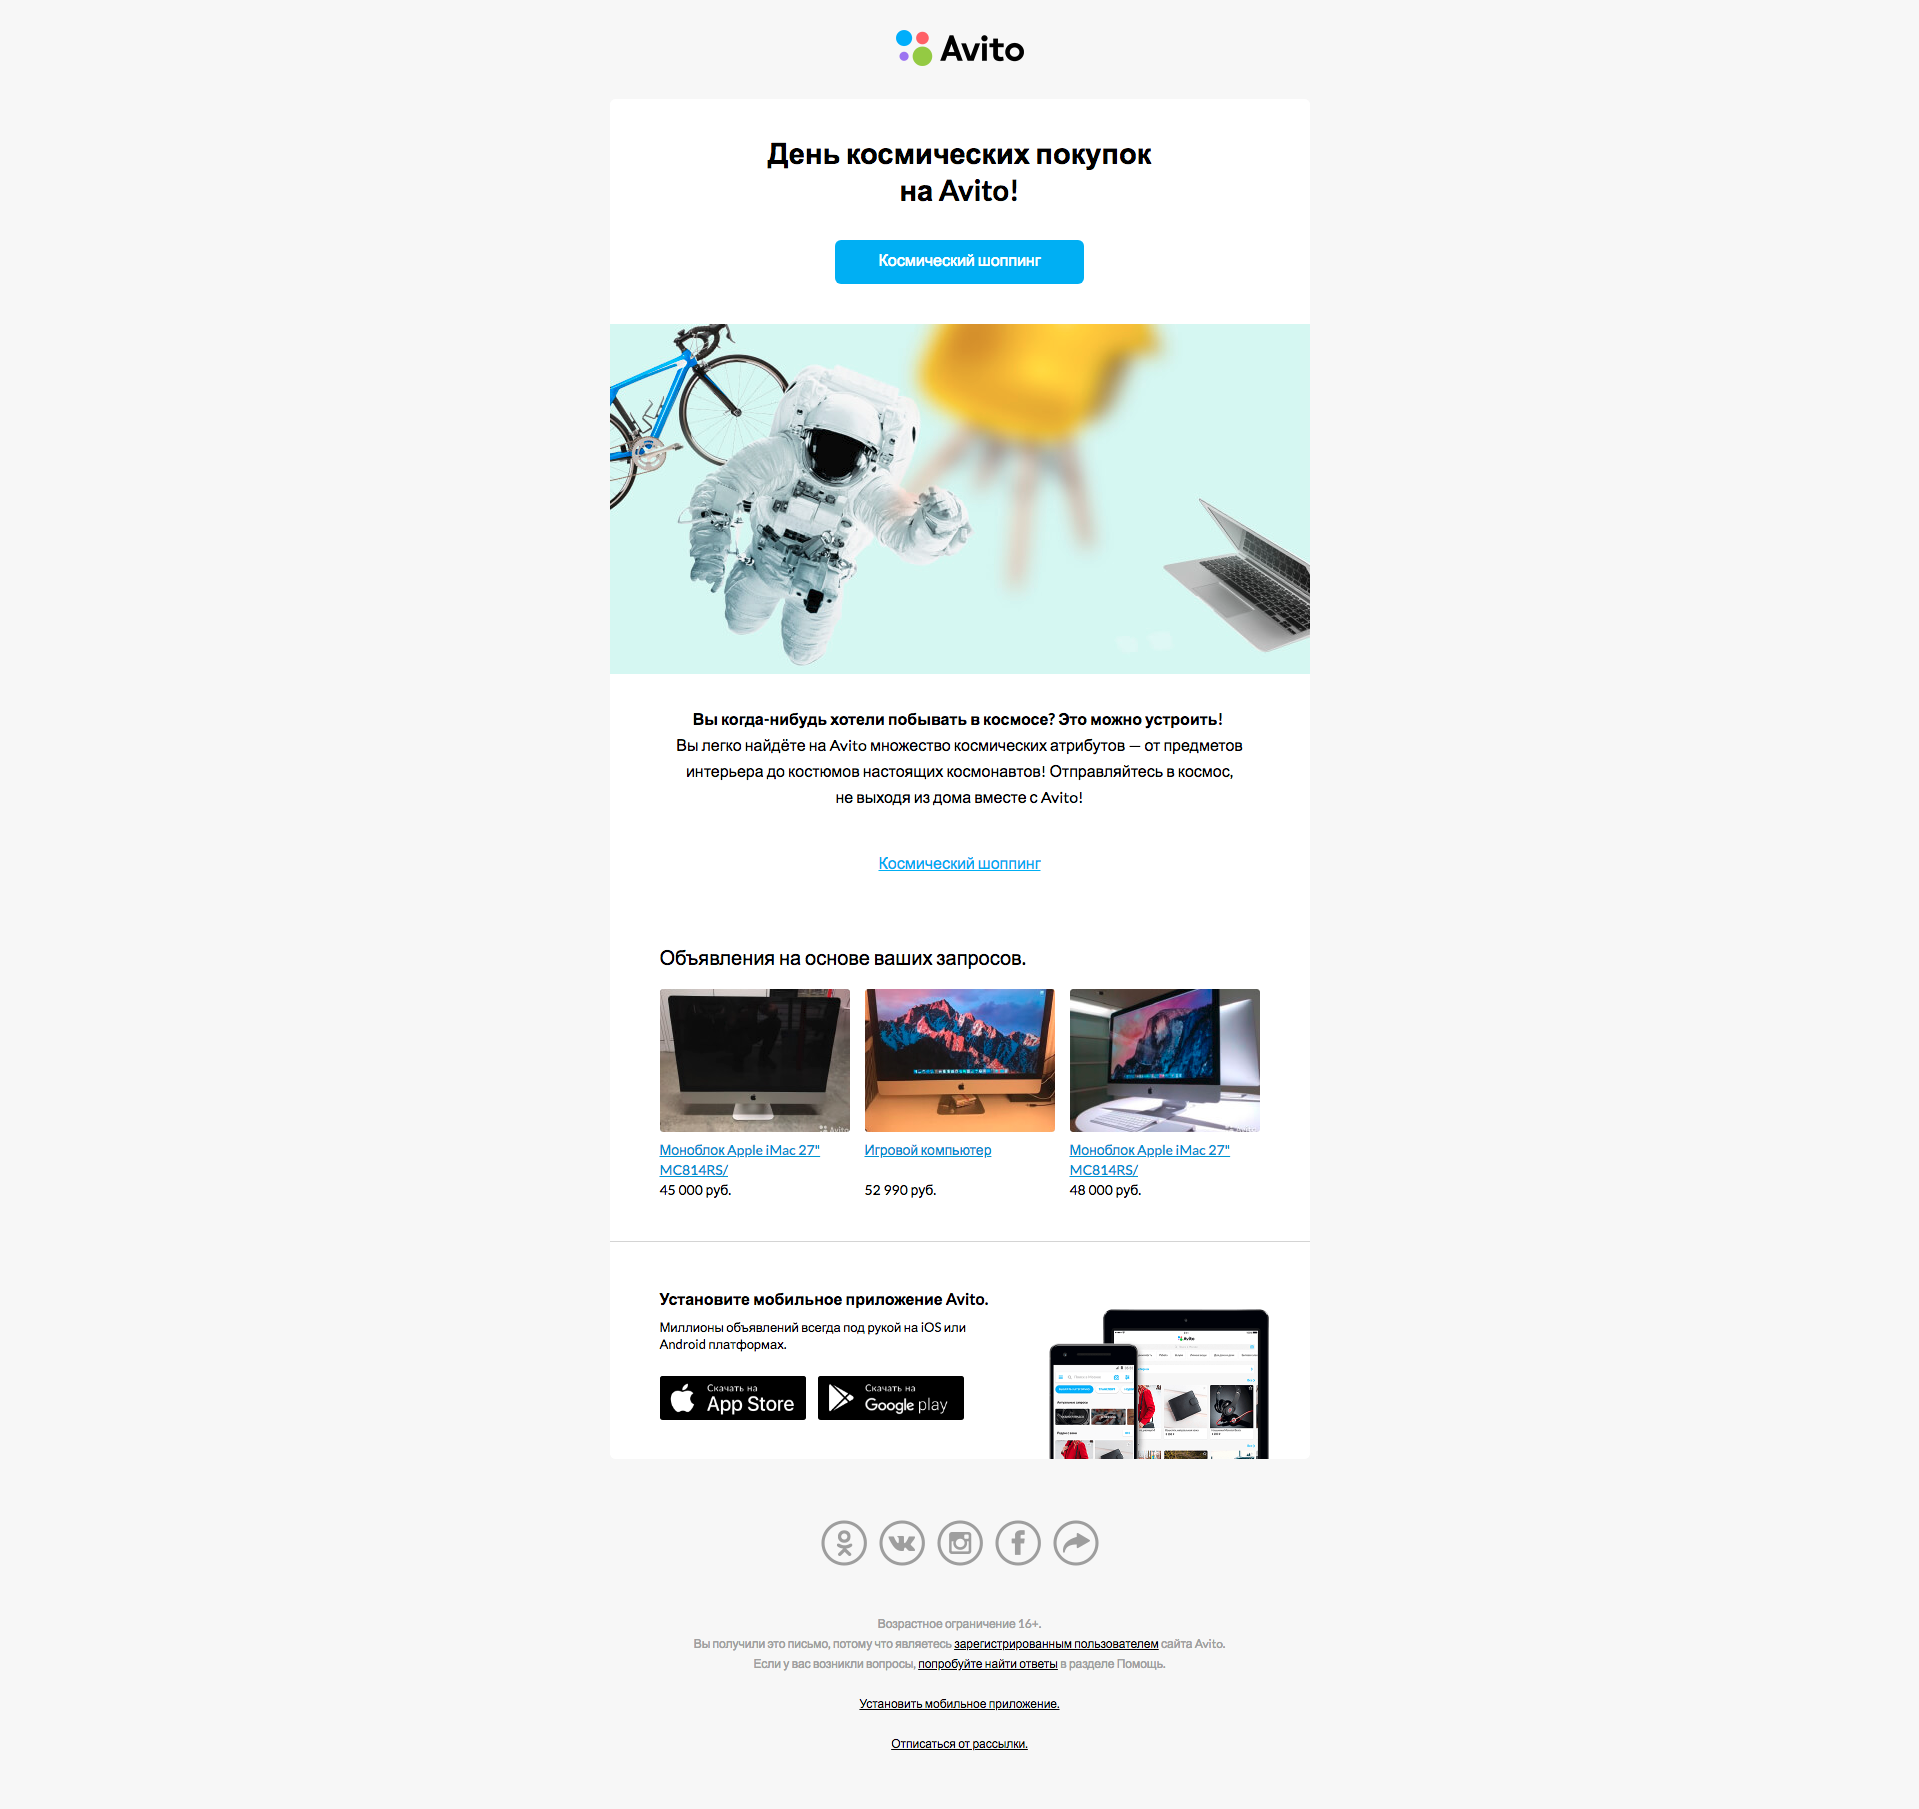 Avito
День космических покупок
на Avito!
Космический шоппинг
Вы когда-нибудь хотели побывать в космосе? Это можно устроить!
Вы легко найдёте на Avito множество космических атрибутов — от предметов
интерьера до костюмов настоящих космонавтов! Отправляйтесь в космос,
не выходя из дома вместе с Avito!
Космический шоппинг
Объявления на основе ваших запросов.
Avito
Avito
Моноблок Apple iMac 27"
MC814RS/
45 000 руб.
Игровой компьютер
52 990 руб.
Моноблок Apple iMac 27"
MC814RS/
48 000 руб.
Установите мобильное приложение Avito.
Миллионы объявлений всегда под рукой на iOS или
Android платформах.
Скачать на
App Store
Скачать на
Google play
Avito
Возрастное ограничение 16+.
Вы получили это письмо, потому что являетесь зарегистрированным пользователем сайта Avito.
Если у вас возникли вопросы, попробуйте найти ответы в разделе Помощь.
Установить мобильное приложение.
Отписаться от рассылки.